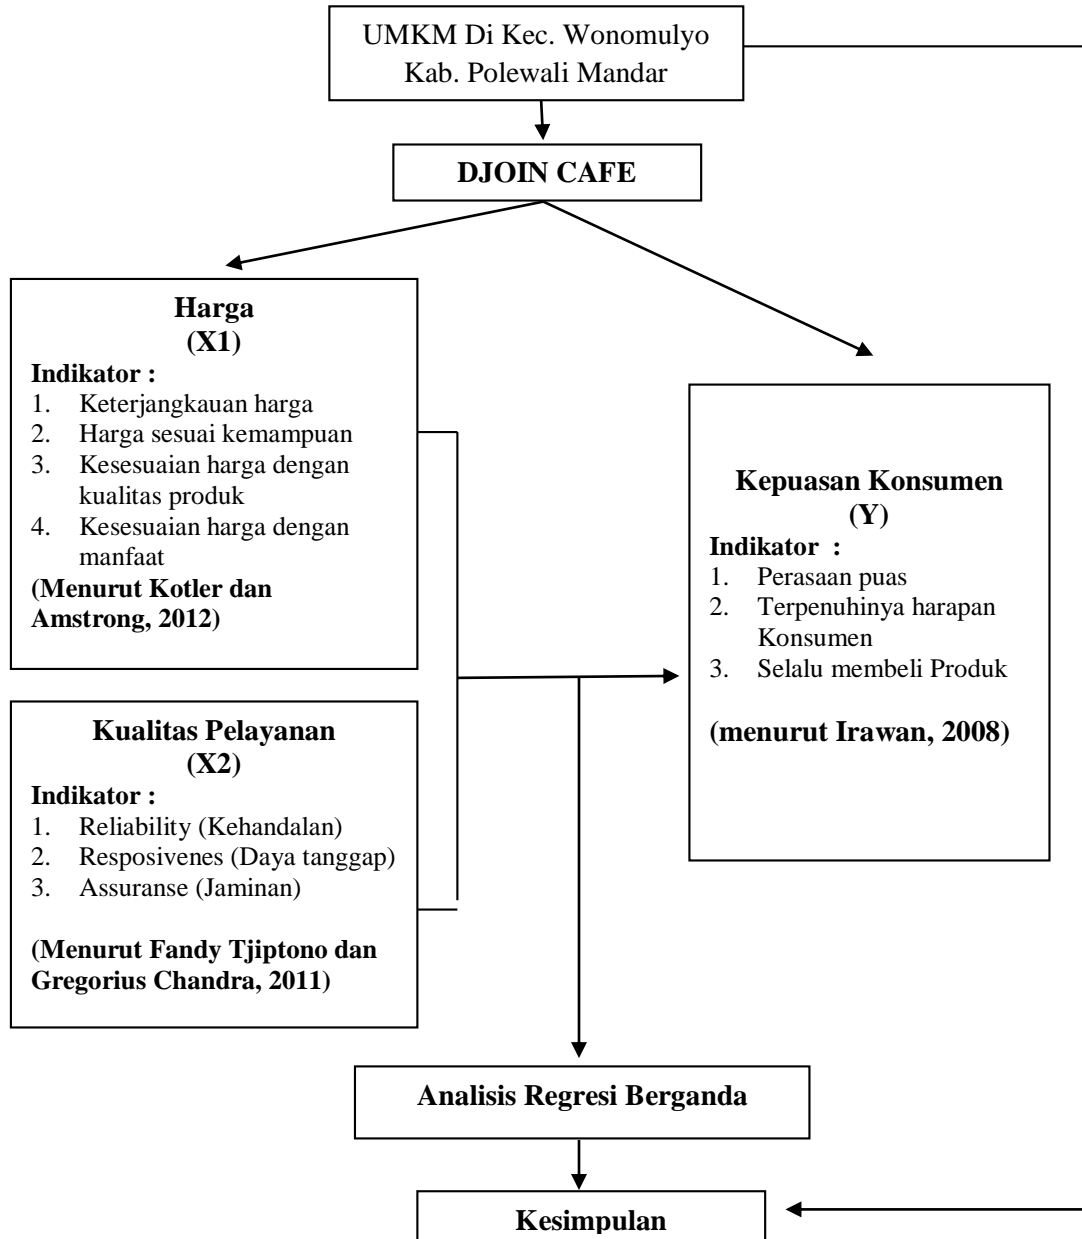 UMKM Di Kec. Wonomulyo
Kab. Polewali Mandar
DJOIN CAFE
Harga
(X1)
Indikator :
1. Keterjangkauan harga
2. Harga sesuai kemampuan
3. Kesesuaian harga dengan
kualitas produk
4. Kesesuaian harga dengan
manfaat
(Menurut Kotler dan
Amstrong, 2012)
Kepuasan Konsumen
(Y)
Indikator :
1. Perasaan puas
2. Terpenuhinya harapan
Konsumen
3. Selalu membeli Produk
(menurut Irawan, 2008)
Kualitas Pelayanan
(X2)
Indikator :
1. Reliability (Kehandalan)
2. Resposivenes (Daya tanggap)
3. Assuranse (Jaminan)
(Menurut Fandy Tjiptono dan
Gregorius Chandra, 2011)
Analisis Regresi Berganda
Kesimpulan